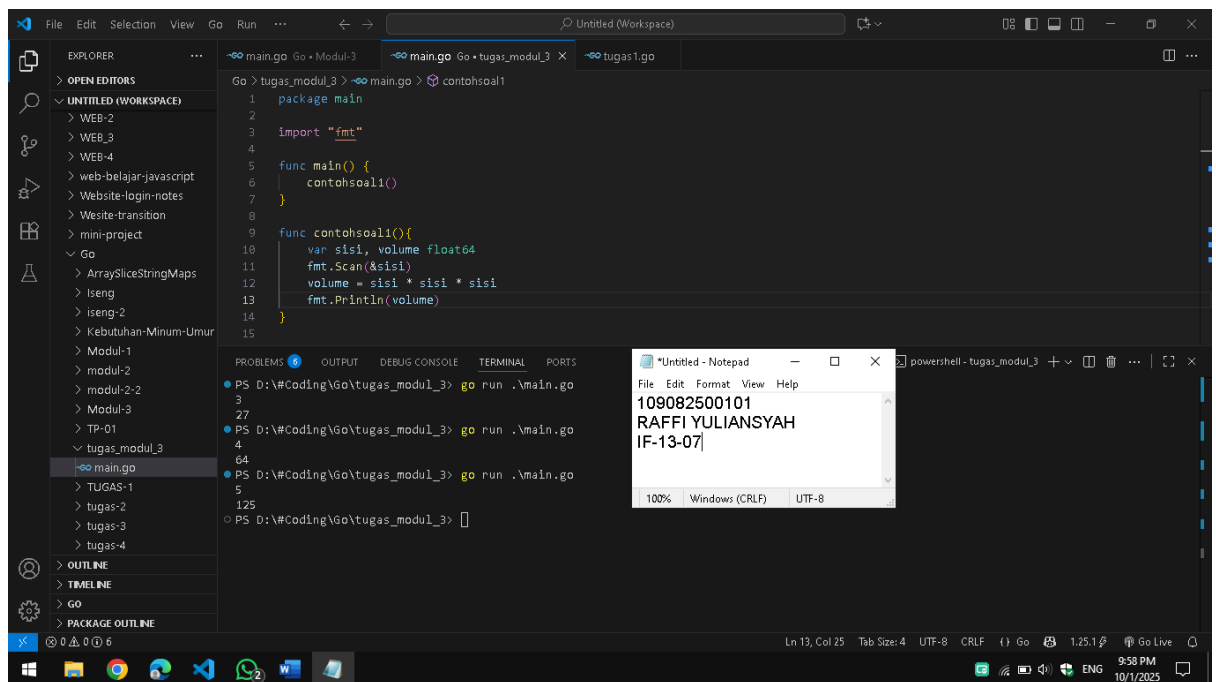 File Edit Selection View Go Run ··· Untitled (Workspace)
EXPLORER ···
main.go Go • Modul-3 main.go Go • tugas_modul_3 tugas1.go
Go > tugas_modul_3 > main.go > contohsoal1
> OPEN EDITORS
UNTITLED (WORKSPACE)
> WEB-2
> WEB_3
> WEB-4
> web-belajar-javascript
> Website-login-notes
> Wesite-transition
> mini-project
Go
> ArraySliceStringMaps
> Iseng
> iseng-2
> Kebutuhan-Minum-Umur
> Modul-1
> modul-2
> modul-2-2
> Modul-3
> TP-01
tugas_modul_3
main.go
> TUGAS-1
> tugas-2
> tugas-3
> tugas-4
> OUTLINE
> TIMELINE
> GO
> PACKAGE OUTLINE
1 package main
2
3 import "fmt"
4
5 func main() {
6 contohsoal1()
7 }
8
9 func contohsoal1(){
10 var sisi, volume float64
11 fmt.Scan(&sisi)
12 volume = sisi * sisi * sisi
13 fmt.Println(volume)
14 }
15
PROBLEMS 6 OUTPUT DEBUG CONSOLE TERMINAL PORTS
powershell - tugas_modul_3
PS D:\#Coding\Go\tugas_modul_3> go run .\main.go
3
27
PS D:\#Coding\Go\tugas_modul_3> go run .\main.go
4
64
PS D:\#Coding\Go\tugas_modul_3> go run .\main.go
5
125
PS D:\#Coding\Go\tugas_modul_3>
*Untitled - Notepad
File Edit Format View Help
109082500101
RAFFI YULIANSYAH
IF-13-07
100% Windows (CRLF) UTF-8
0 0 6
Ln 13, Col 25 Tab Size: 4 UTF-8 CRLF {} Go 1.25.1 Go Live
2
ENG
9:58 PM
10/1/2025